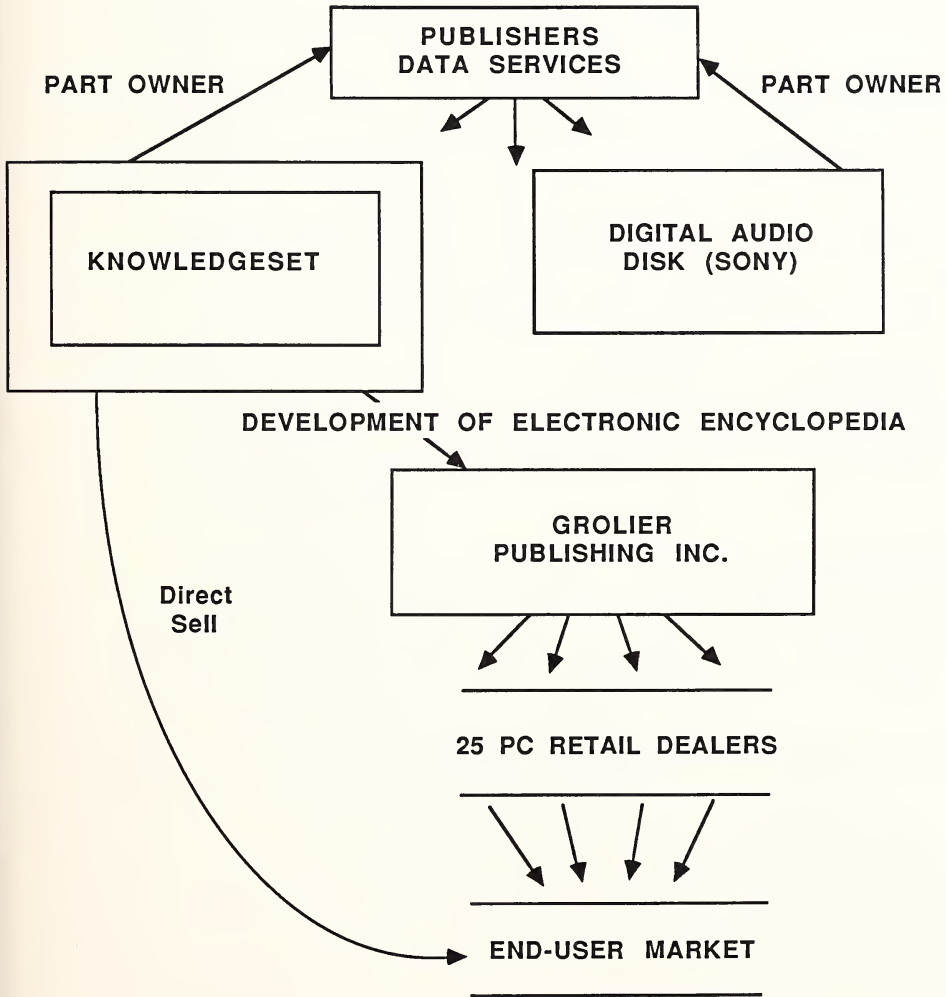 PUBLISHERS
DATA SERVICES
PART OWNER
PART OWNER
KNOWLEDGESET
DIGITAL AUDIO
DISK (SONY)
DEVELOPMENT OF ELECTRONIC ENCYCLOPEDIA
GROLIER
PUBLISHING INC.
Direct
Sell
25 PC RETAIL DEALERS
END-USER MARKET